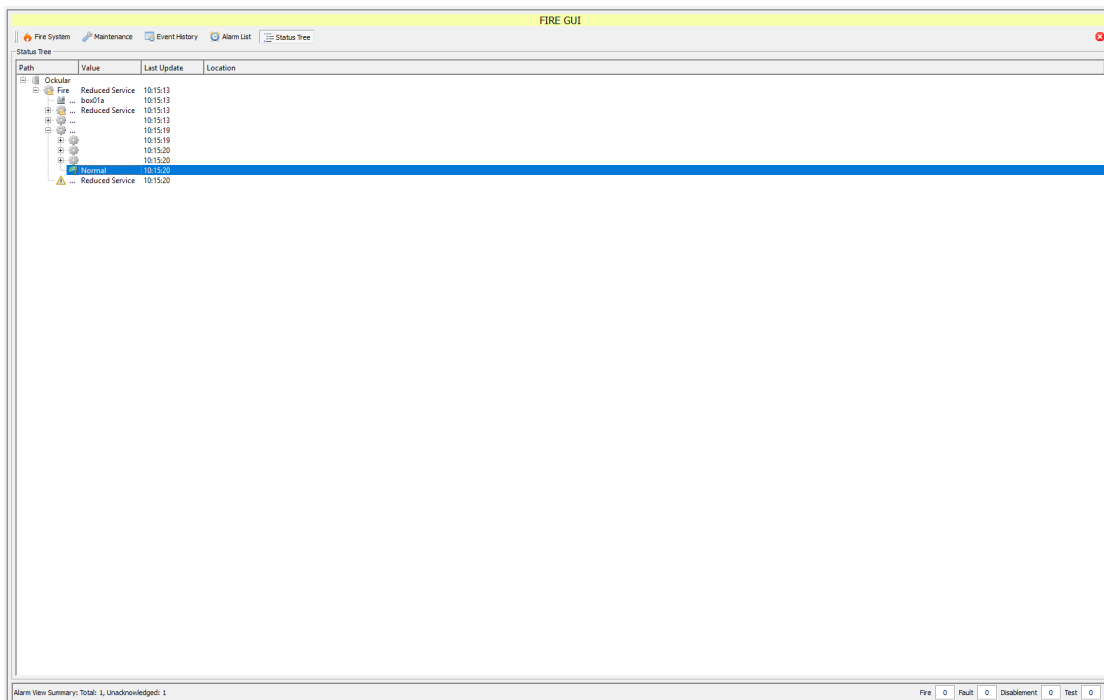 FIRE GUI
Fire System Maintenance Event History Alarm List Status Tree
Status Tree
Path Value Last Update Location
Ockular
Fire Reduced Service 10:15:13
... box01a 10:15:13
... Reduced Service 10:15:13
... 10:15:13
... 10:15:19
10:15:19
10:15:20
10:15:20
Normal 10:15:20
... Reduced Service 10:15:20
Alarm View Summary: Total: 1, Unacknowledged: 1 Fire 0 Fault 0 Disablement 0 Test 0